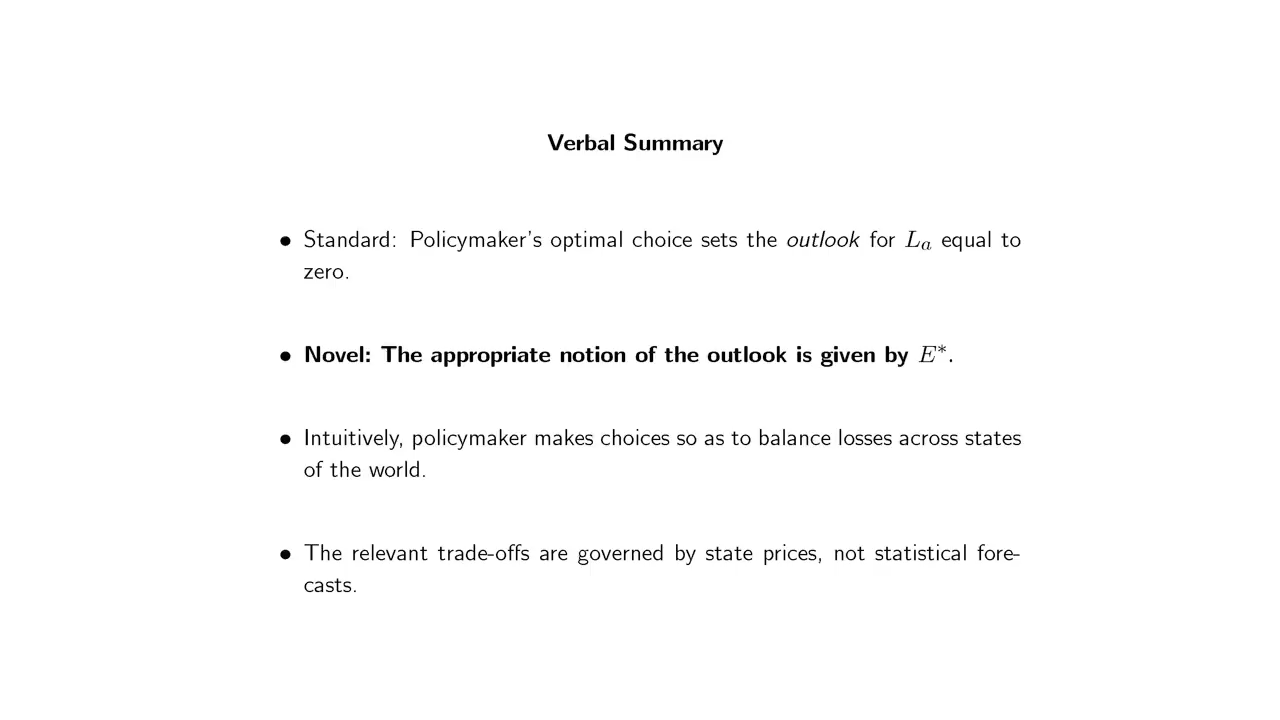 Verbal Summary
• Standard: Policymaker's optimal choice sets the outlook for Lₐ equal to
zero.
• Novel: The appropriate notion of the outlook is given by E*.
• Intuitively, policymaker makes choices so as to balance losses across states
of the world.
• The relevant trade-offs are governed by state prices, not statistical fore-
casts.